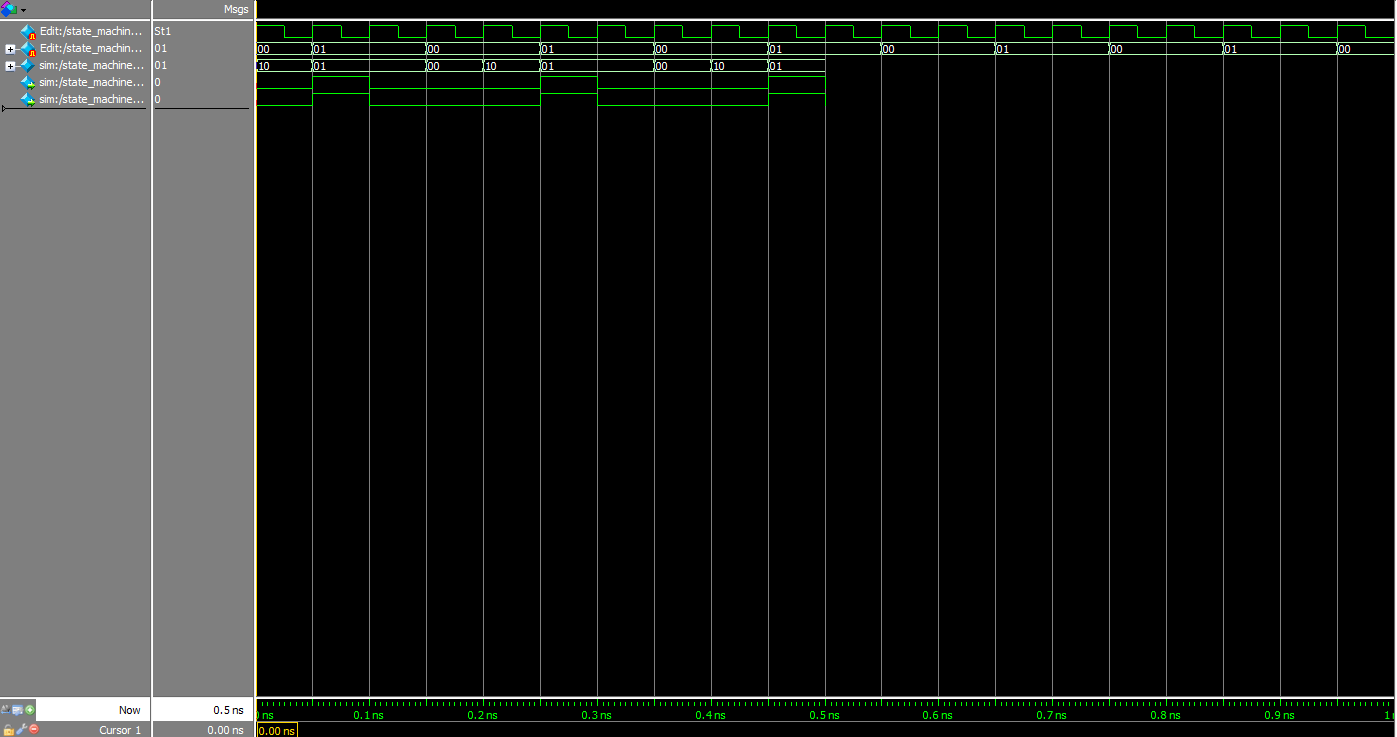 Msgs
Edit:/state_machin... St1
Edit:/state_machin... 01 00 01 00 01 00 01 00 01 00 01 00
sim:/state_machine... 01 10 01 00 10 01 00 10 01
sim:/state_machine... 0
sim:/state_machine... 0
Now 0.5 ns ns 0.1 ns 0.2 ns 0.3 ns 0.4 ns 0.5 ns 0.6 ns 0.7 ns 0.8 ns 0.9 ns 1
Cursor 1 0.00 ns 0.00 ns